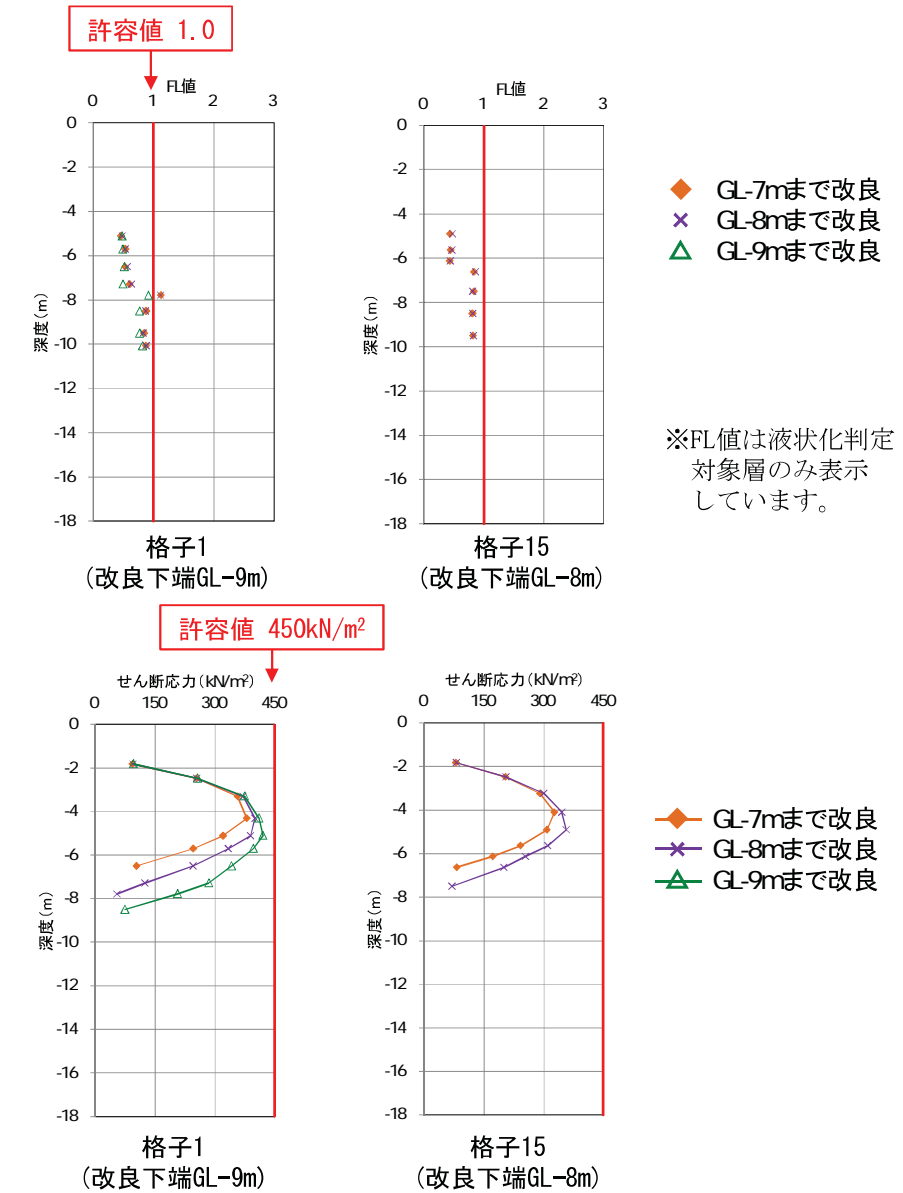 許容値 1.0
FL値
0 1 2 3
0
-2
-4
-6
-8
-10
-12
-14
-16
-18
深度(m)
格子1
(改良下端GL-9m)
FL値
0 1 2 3
0
-2
-4
-6
-8
-10
-12
-14
-16
-18
深度(m)
格子15
(改良下端GL-8m)
GL-7mまで改良
GL-8mまで改良
GL-9mまで改良
※FL値は液状化判定
対象層のみ表示
しています。
許容値 450kN/m²
せん断応力(kN/m²)
0 150 300 450
0
-2
-4
-6
-8
-10
-12
-14
-16
-18
深度(m)
格子1
(改良下端GL-9m)
せん断応力(kN/m²)
0 150 300 450
0
-2
-4
-6
-8
-10
-12
-14
-16
-18
深度(m)
格子15
(改良下端GL-8m)
GL-7mまで改良
GL-8mまで改良
GL-9mまで改良